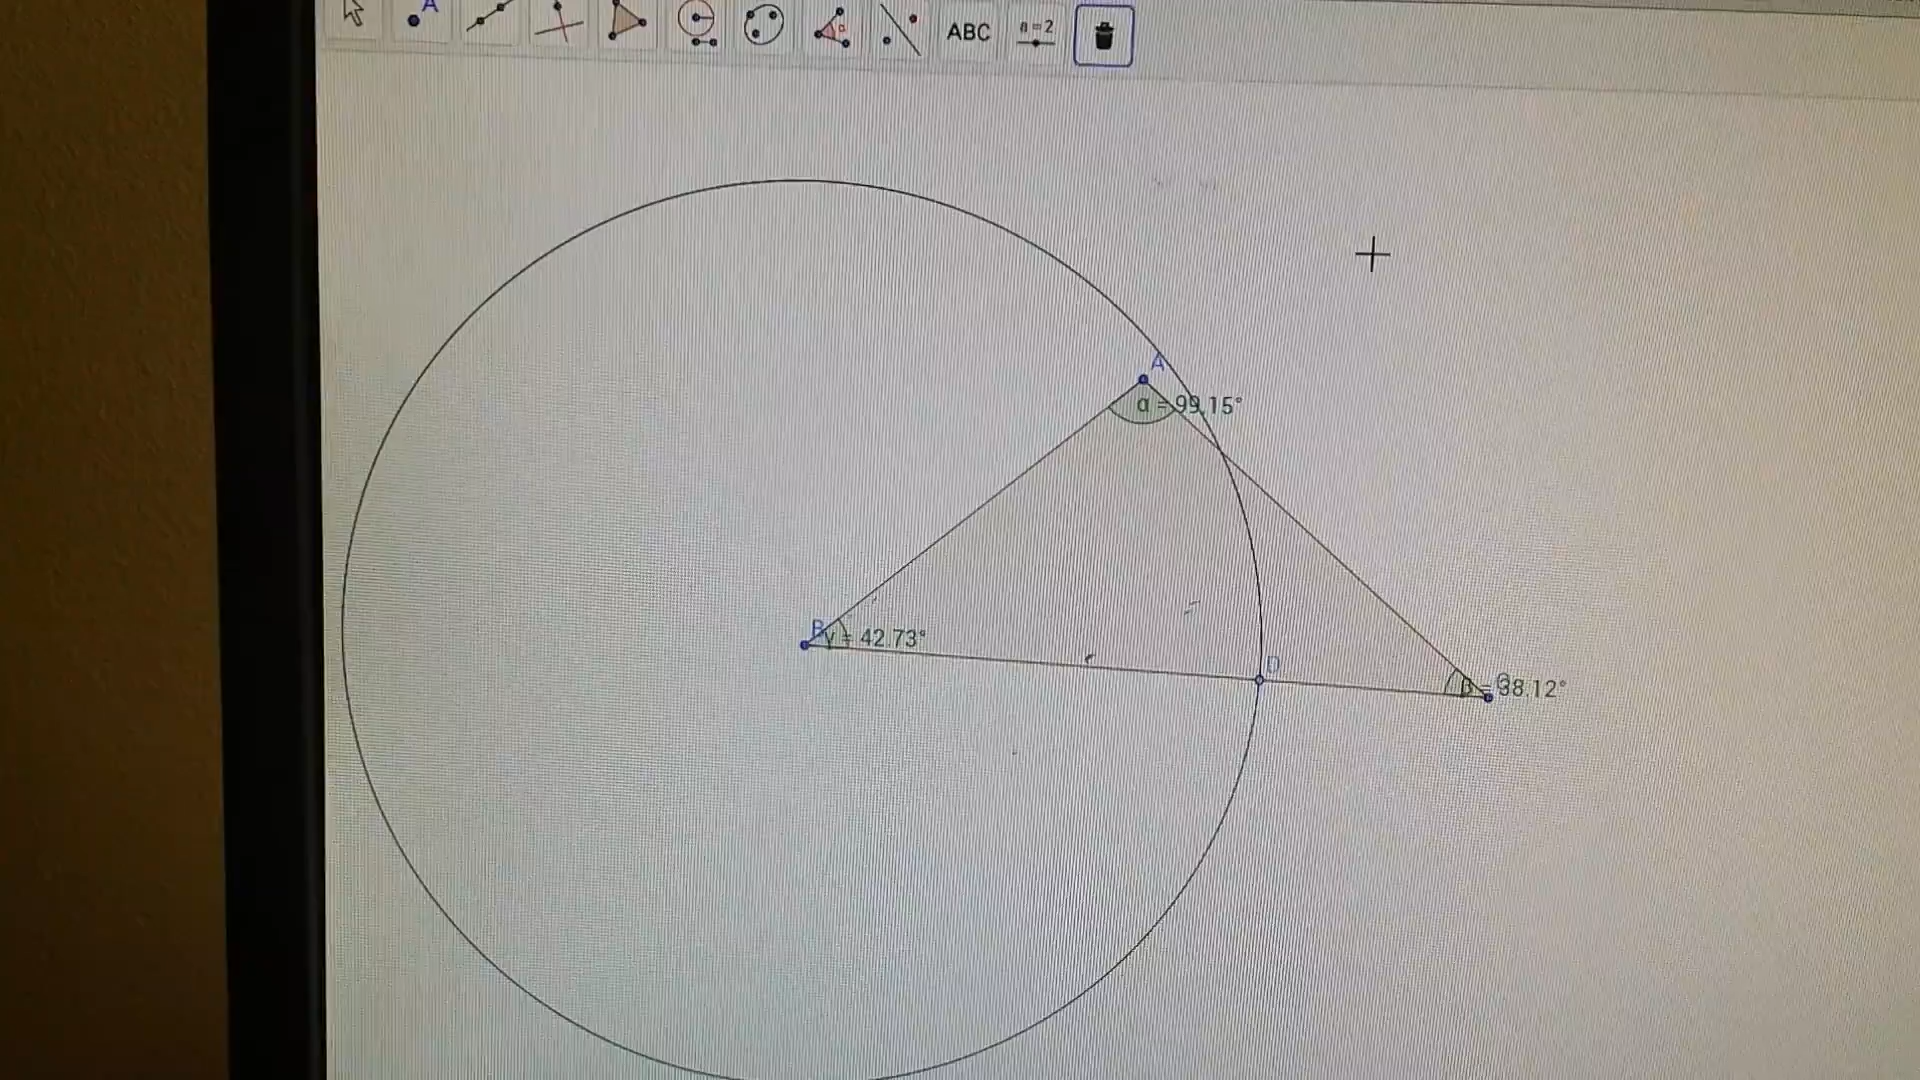 A
ABC
a = 2
A
α = 99.15°
B
γ = 42.73°
D
C
β = 38.12°